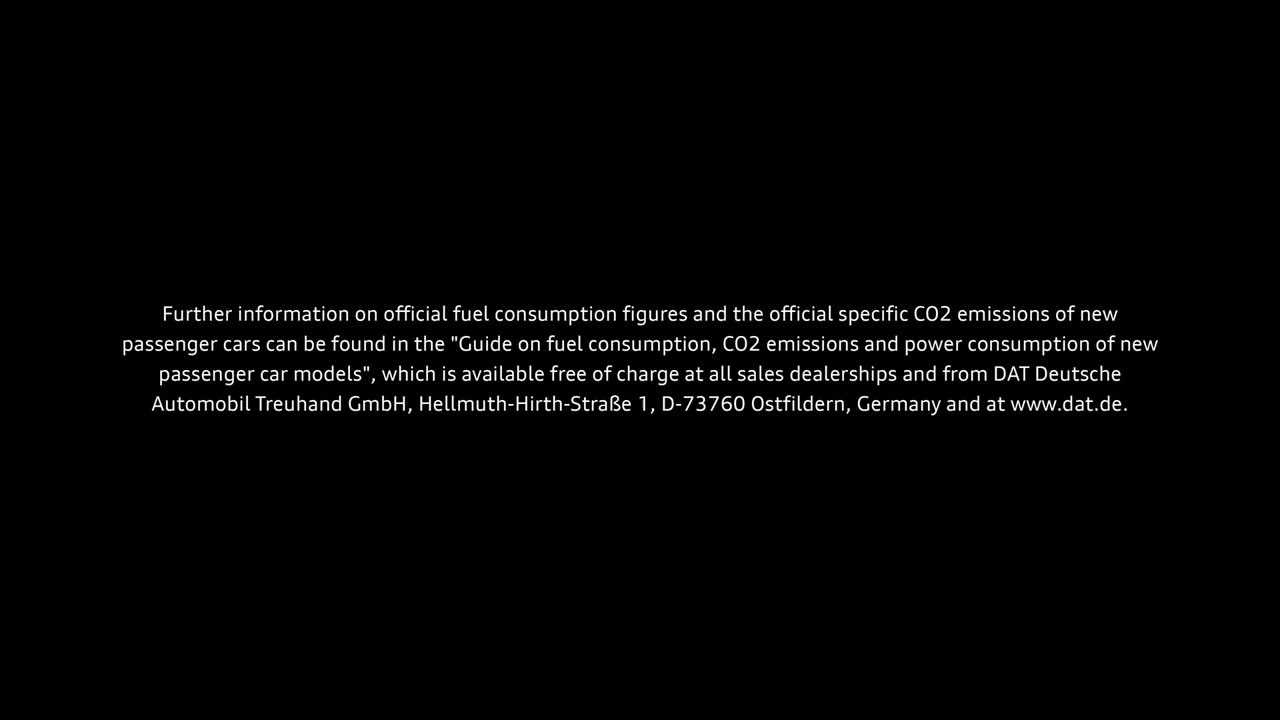 Further information on official fuel consumption figures and the official specific CO2 emissions of new
passenger cars can be found in the "Guide on fuel consumption, CO2 emissions and power consumption of new
passenger car models", which is available free of charge at all sales dealerships and from DAT Deutsche
Automobil Treuhand GmbH, Hellmuth-Hirth-Straße 1, D-73760 Ostfildern, Germany and at www.dat.de.